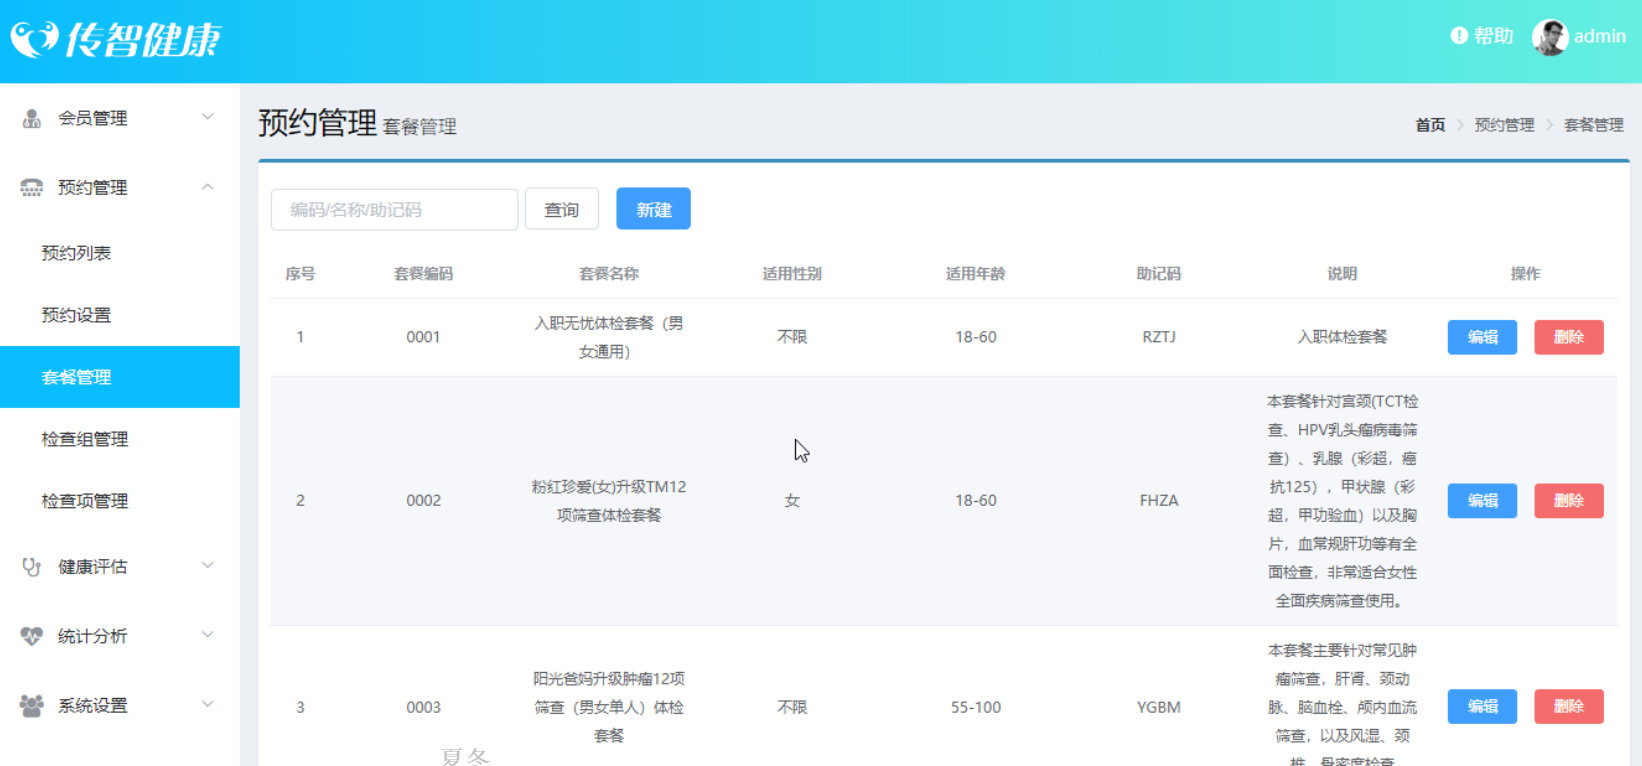 传智健康
帮助
admin
会员管理
预约管理
预约列表
预约设置
套餐管理
检查组管理
检查项管理
健康评估
统计分析
系统设置
预约管理 套餐管理
首页 > 预约管理 > 套餐管理
编码/名称/助记码
查询
新建
序号 套餐编码 套餐名称 适用性别 适用年龄 助记码 说明 操作
1
0001
入职无忧体检套餐（男
女通用）
不限
18-60
RZTJ
入职体检套餐
编辑
删除
2
0002
粉红珍爱(女)升级TM12
项筛查体检套餐
女
18-60
FHZA
本套餐针对宫颈(TCT检
查、HPV乳头瘤病毒筛
查）、乳腺（彩超，癌
抗125），甲状腺（彩
超，甲功验血）以及胸
片，血常规肝功等有全
面检查，非常适合女性
全面疾病筛查使用。
编辑
删除
3
0003
阳光爸妈升级肿瘤12项
筛查（男女单人）体检
套餐
不限
55-100
YGBM
本套餐主要针对常见肿
瘤筛查，肝肾、颈动
脉、脑血栓、颅内血流
筛查，以及风湿、颈
椎、骨密度检查
编辑
删除
夏冬